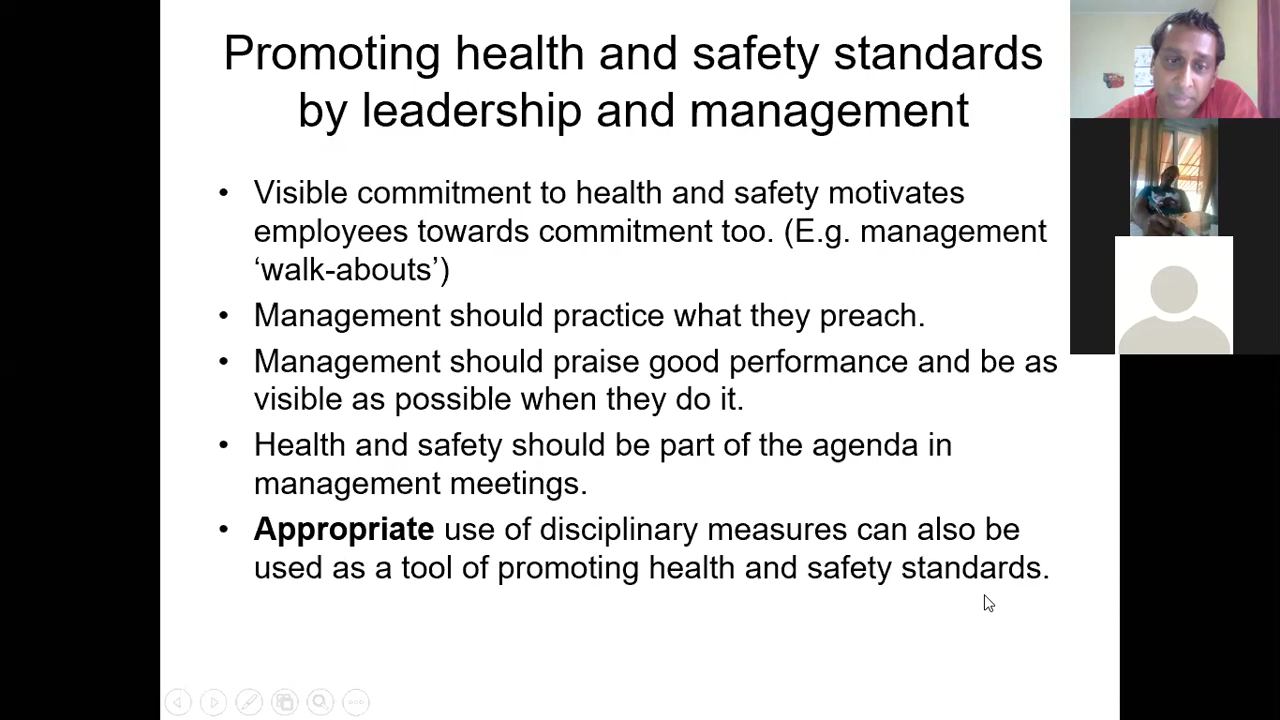 Promoting health and safety standards
by leadership and management
• Visible commitment to health and safety motivates
employees towards commitment too. (E.g. management
‘walk-abouts’)
• Management should practice what they preach.
• Management should praise good performance and be as
visible as possible when they do it.
• Health and safety should be part of the agenda in
management meetings.
• Appropriate use of disciplinary measures can also be
used as a tool of promoting health and safety standards.